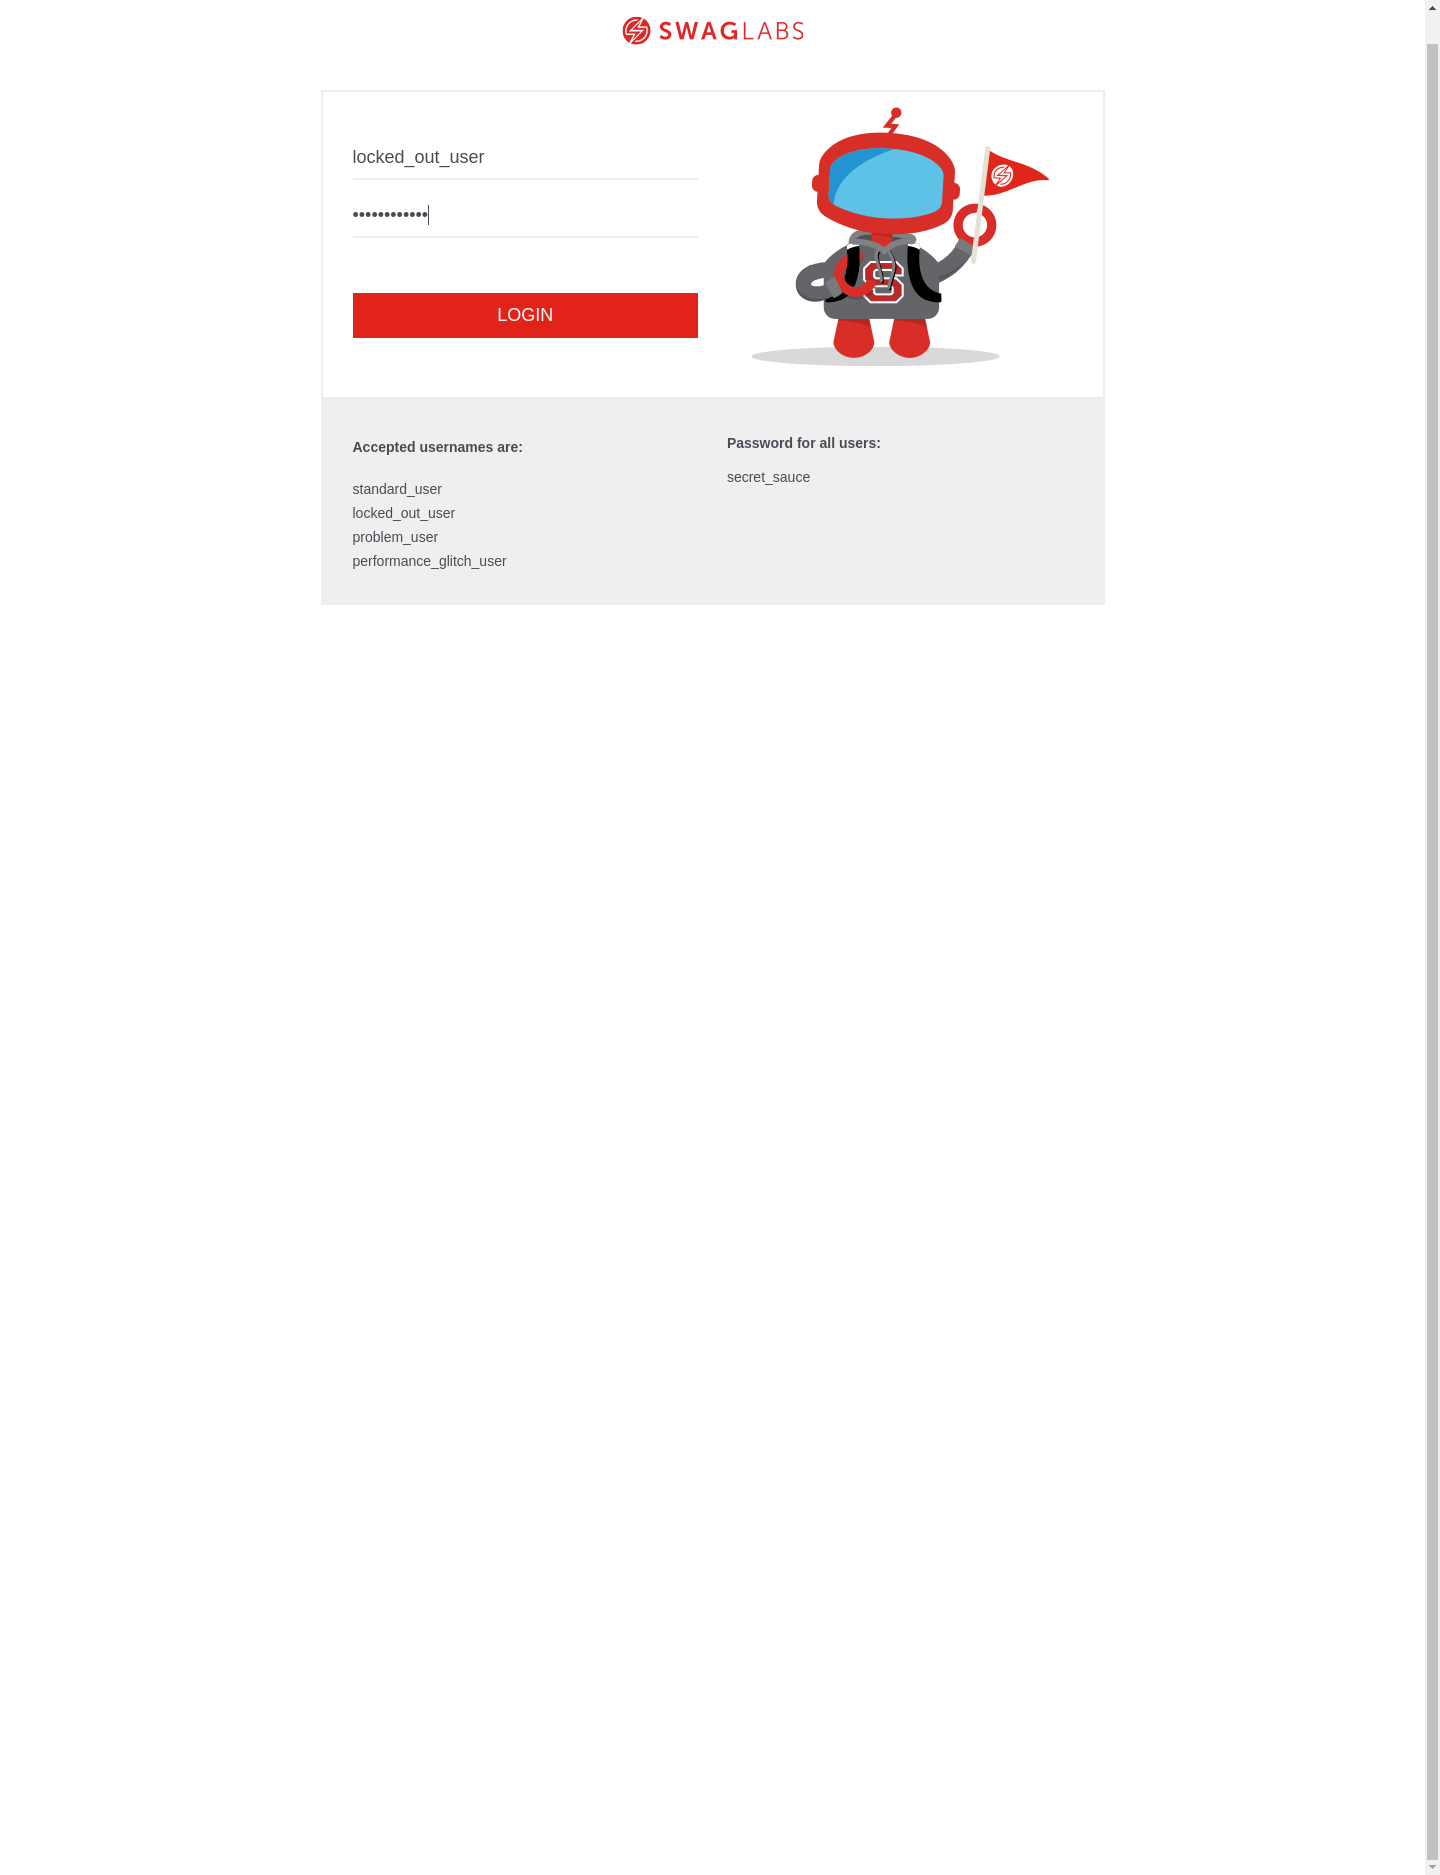 SWAGLABS
locked_out_user
••••••••••••
LOGIN
Accepted usernames are:
standard_user
locked_out_user
problem_user
performance_glitch_user
Password for all users:
secret_sauce